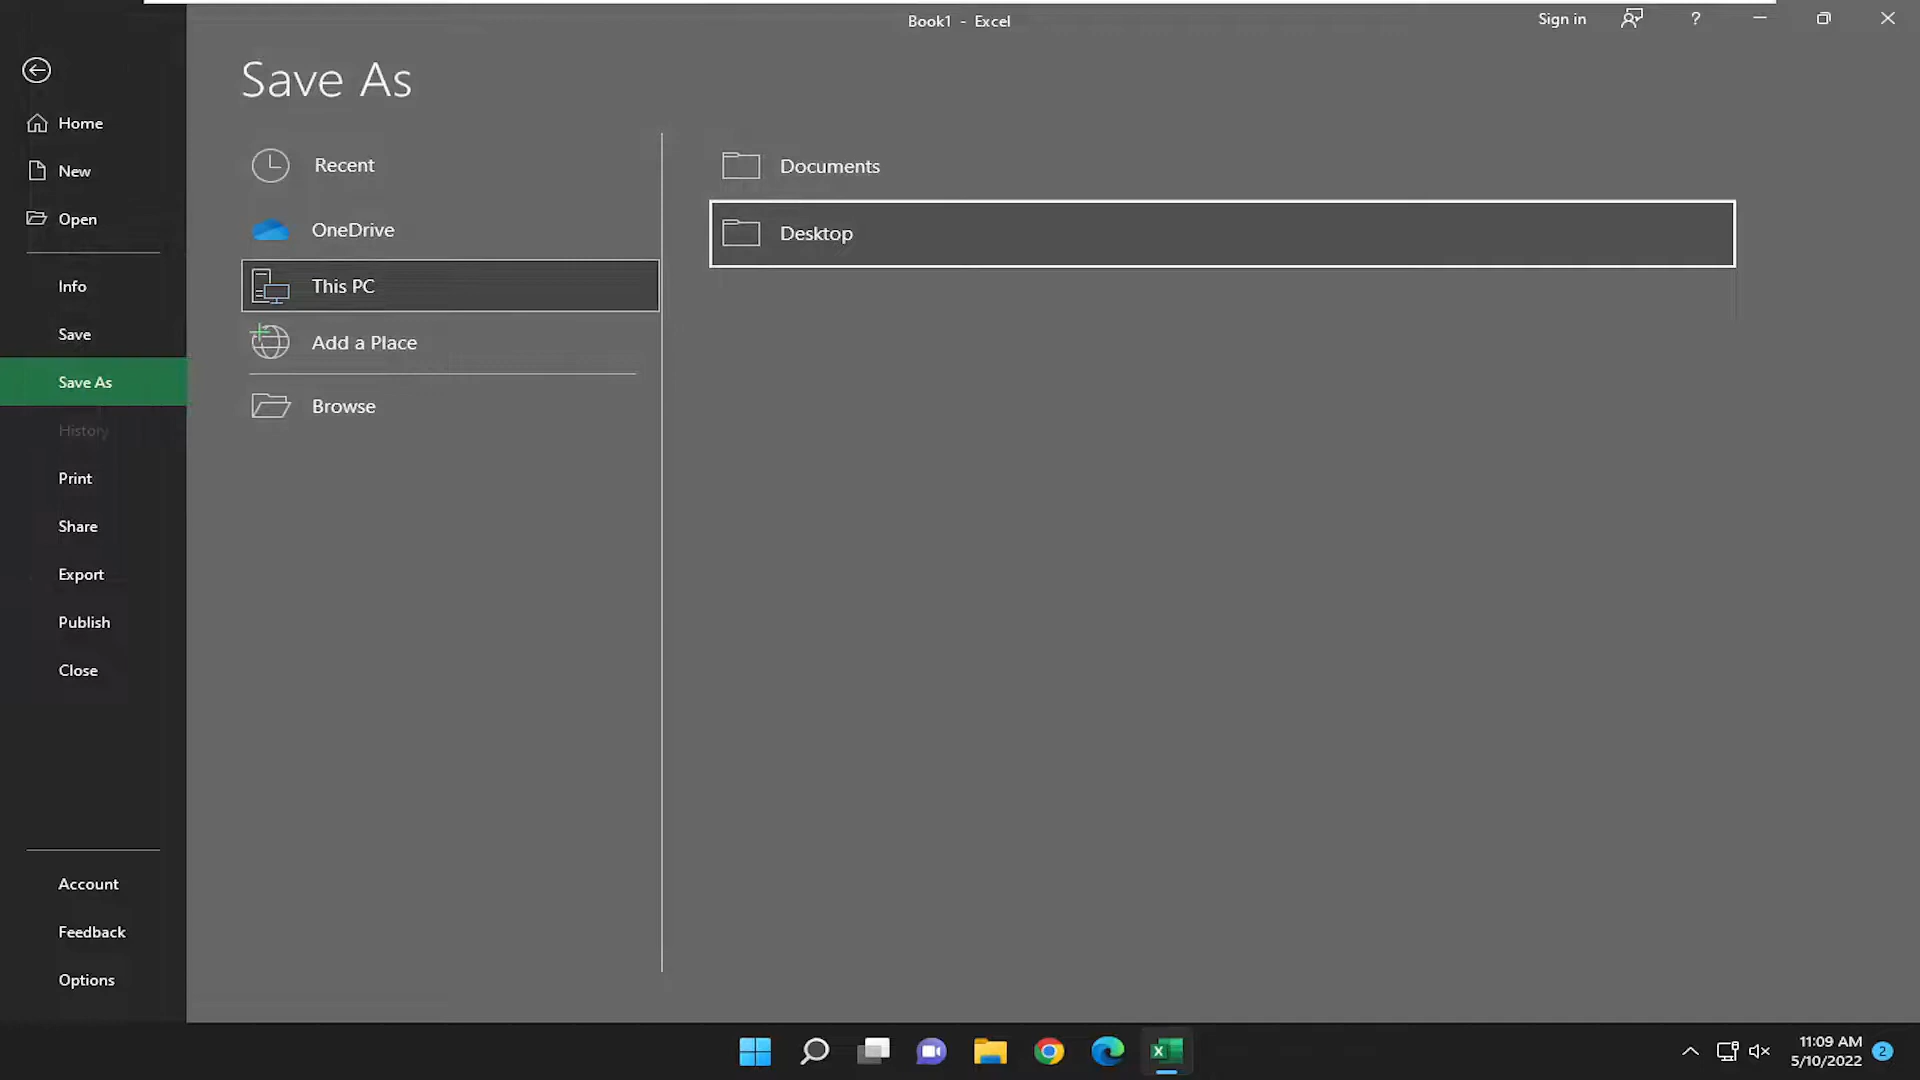 Book1 - Excel
Sign in
?
Save As
Home
New
Open
Info
Save
Save As
History
Print
Share
Export
Publish
Close
Account
Feedback
Options
Recent
OneDrive
This PC
Add a Place
Browse
Documents
Desktop
11:09 AM
5/10/2022
2